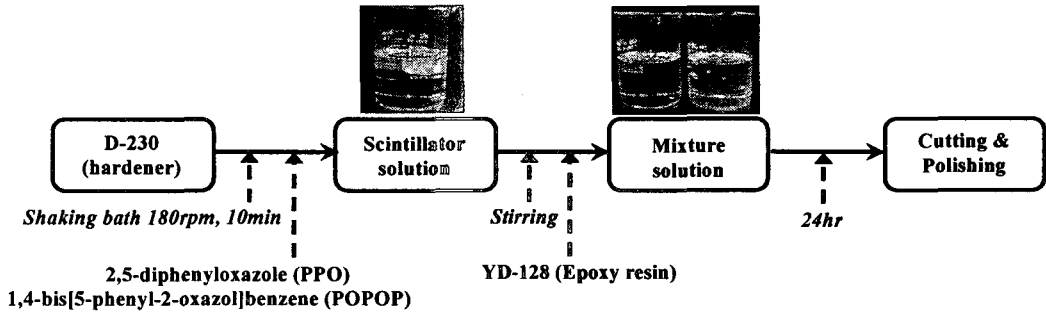 D-230
(hardener)
Scintillator
solution
Mixture
solution
Cutting &
Polishing
Shaking bath 180rpm, 10min
Stirring
24hr
2,5-diphenyloxazole (PPO)
1,4-bis[5-phenyl-2-oxazol]benzene (POPOP)
YD-128 (Epoxy resin)